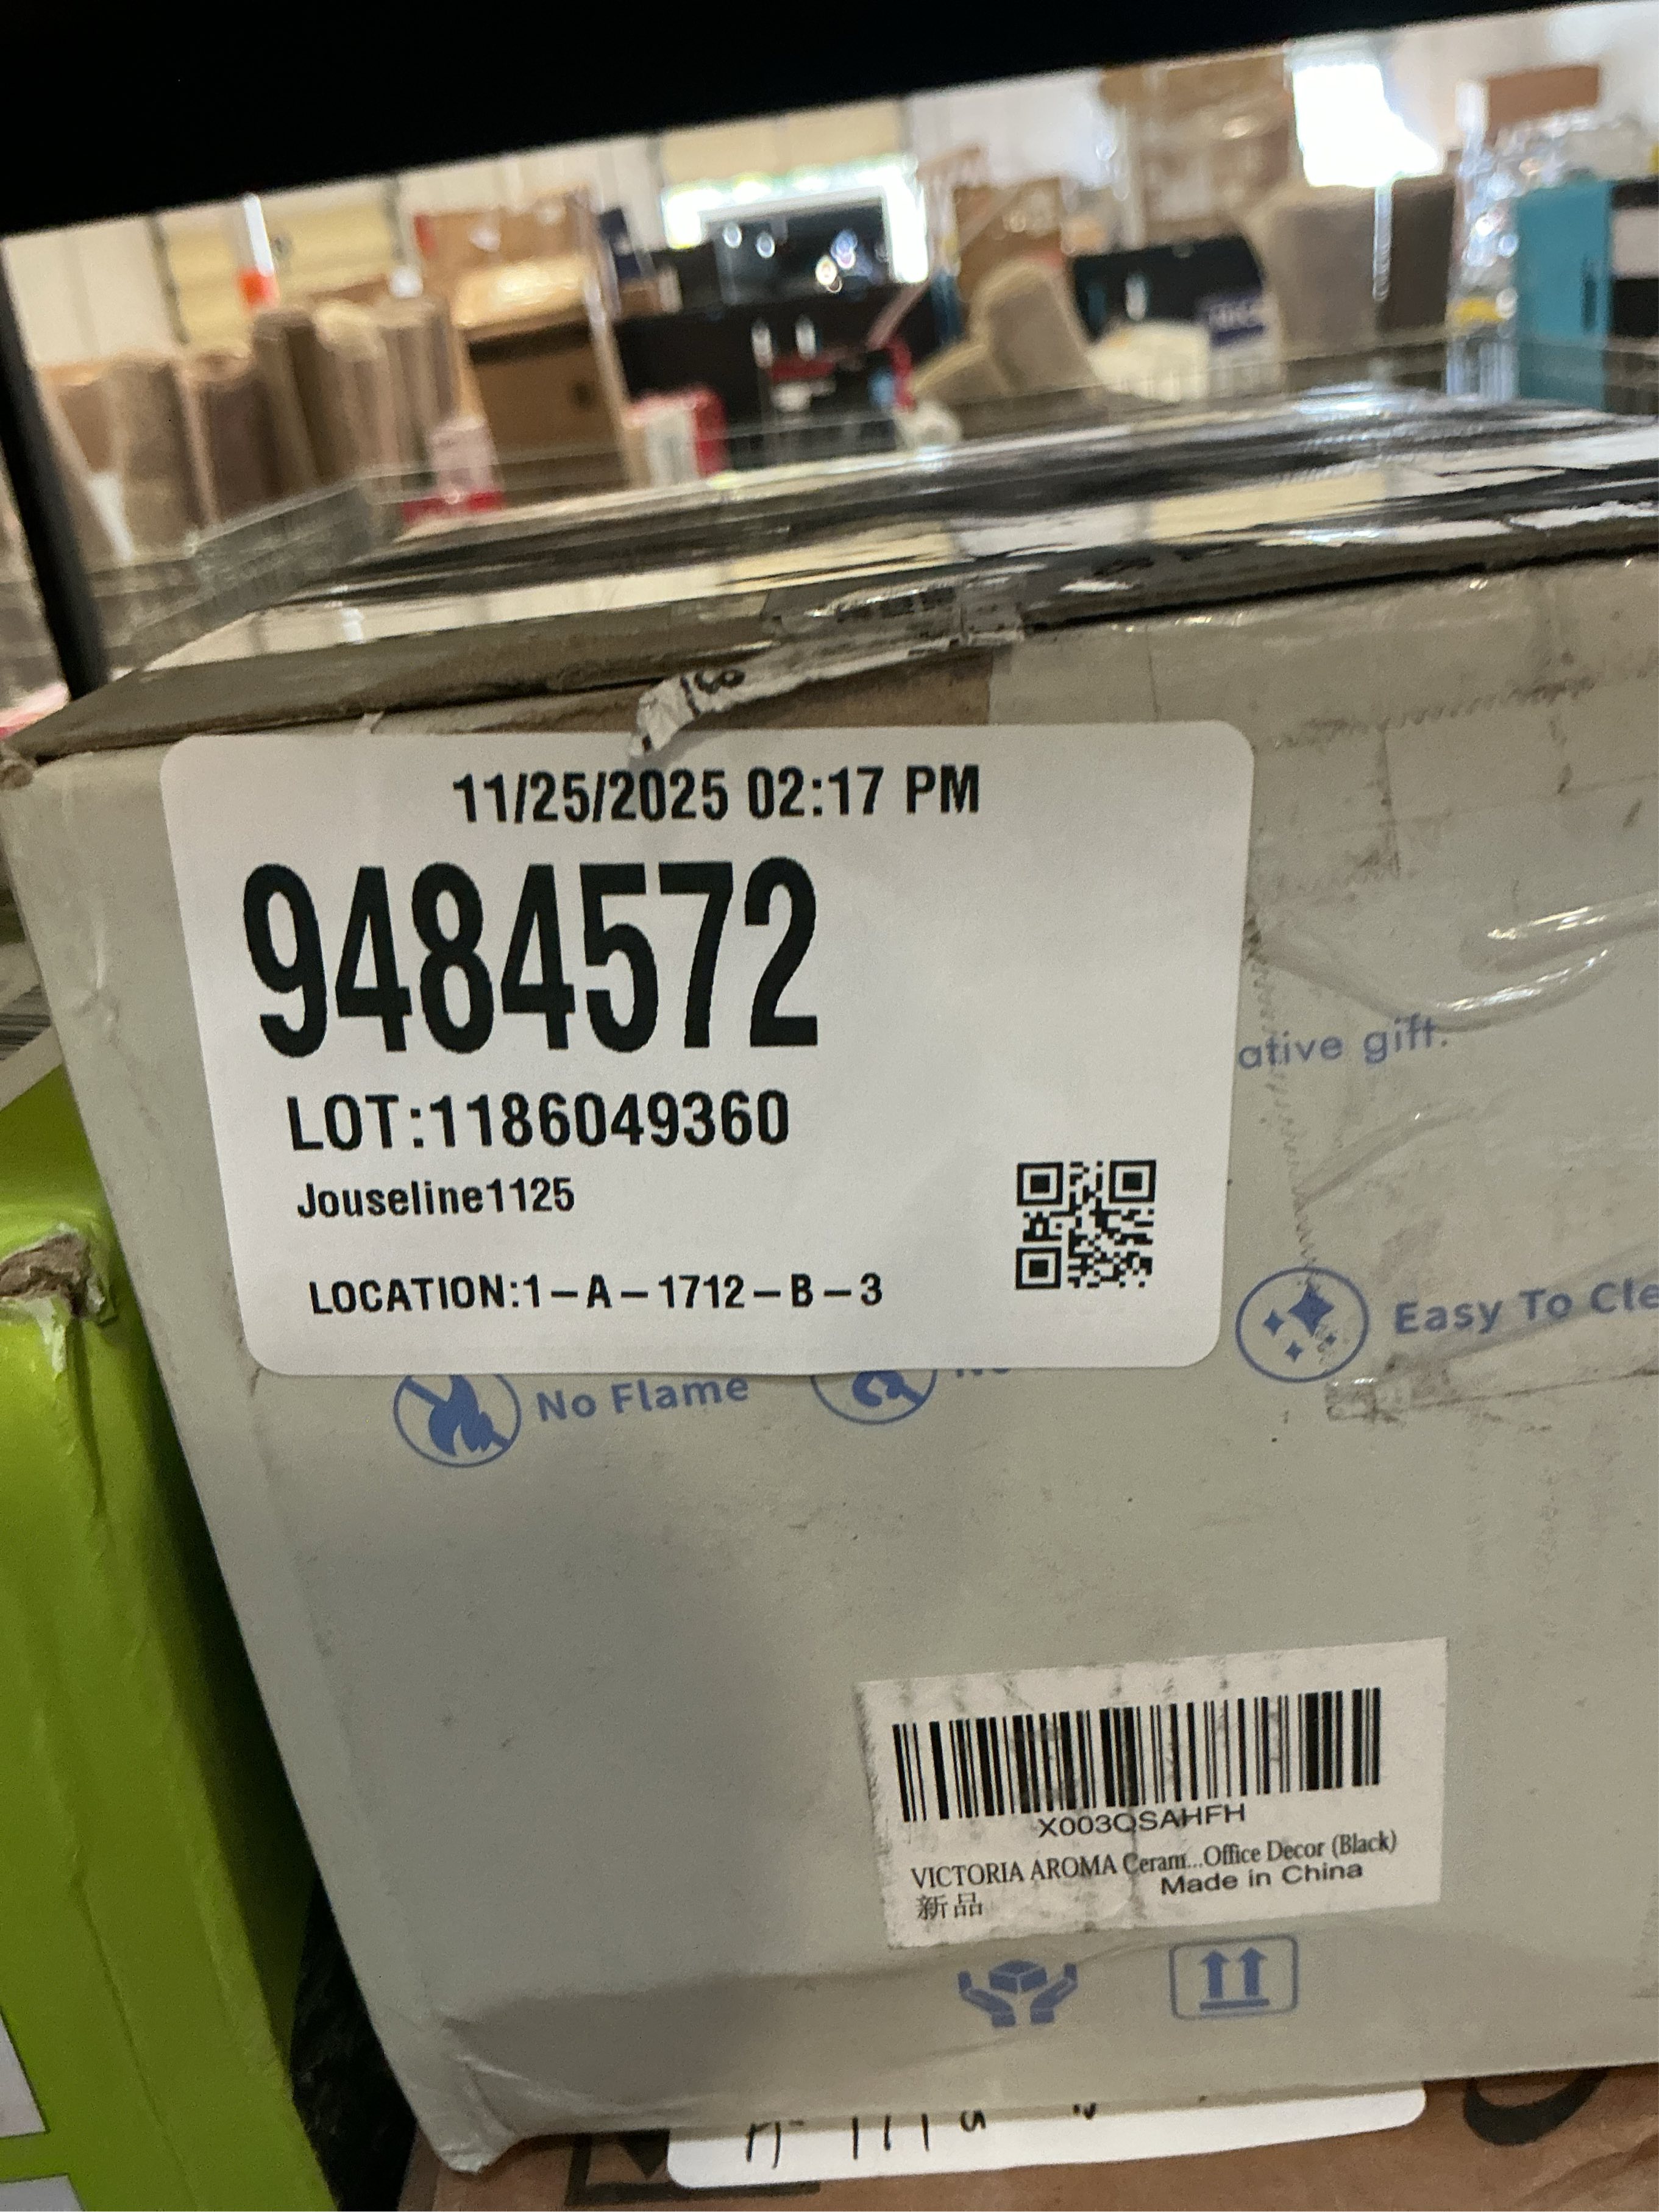 11/25/2025 02:17 PM
9484572
LOT:1186049360
Jouseline1125
LOCATION:1-A-1712-B-3
ative gift.
Easy To Cle
No Flame
X003QSAHFH
VICTORIA AROMA Ceram...Office Decor (Black)
新品
Made in China